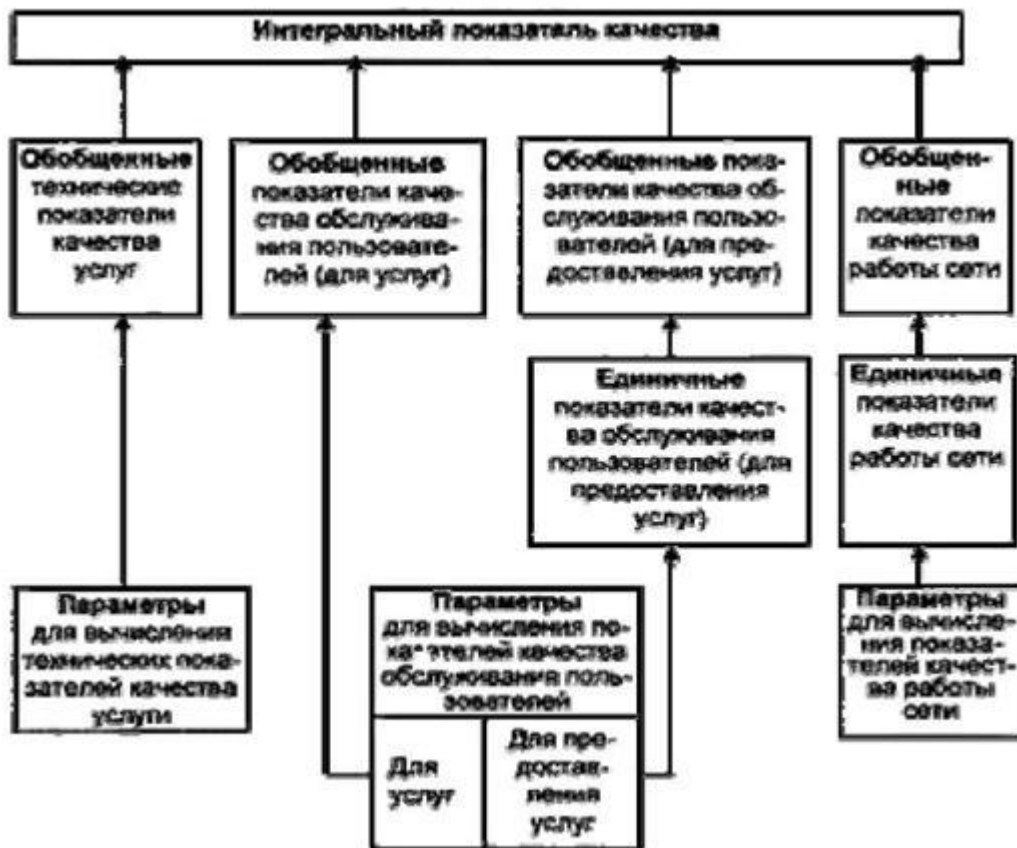 Интегральный показатель качества
Обобщенные
технические
показатели
качества
услуг
Обобщенные
показатели каче-
ства обслужива-
ния пользовате-
лей (для услуг)
Обобщенные пока-
затели качества об-
служивания пользо-
вателей (для пре-
доставления услуг)
Обобщен-
ные
показатели
качества
работы сети
Единичные
показатели качест-
ва обслуживания
пользователей (для
предоставления
услуг)
Единичные
показатели
качества
работы сети
Параметры
для вычисления
технических пока-
зателей качества
услуги
Параметры
для вычисления по-
казателей качества
обслуживания поль-
зователей
Для
услуг
Для пре-
достав-
ления
услуг
Параметры
для вычисле-
ния показа-
телей качест-
ва работы
сети